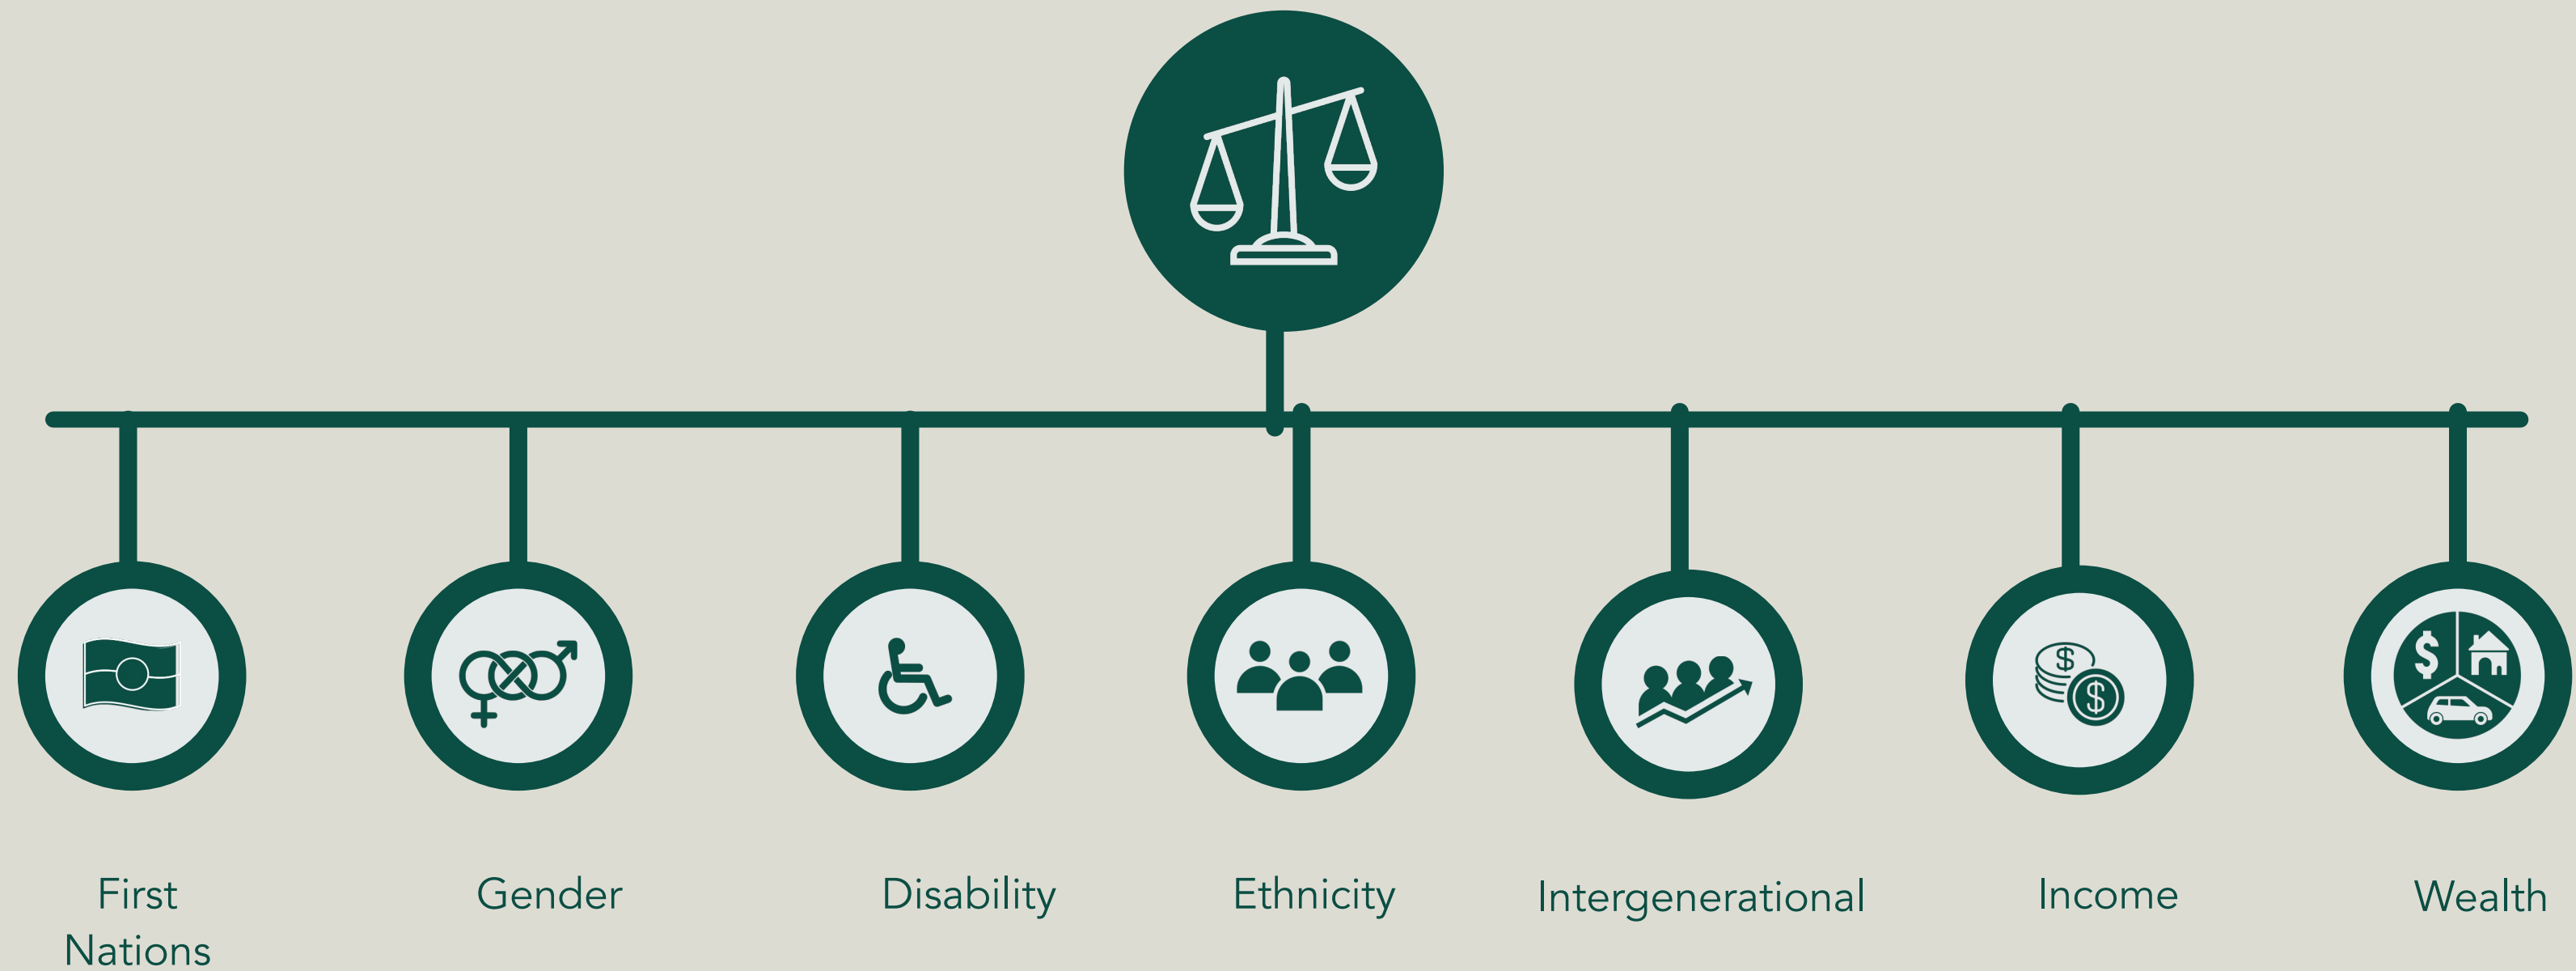 First
Nations
Gender
Disability
Ethnicity
Intergenerational
Income
Wealth